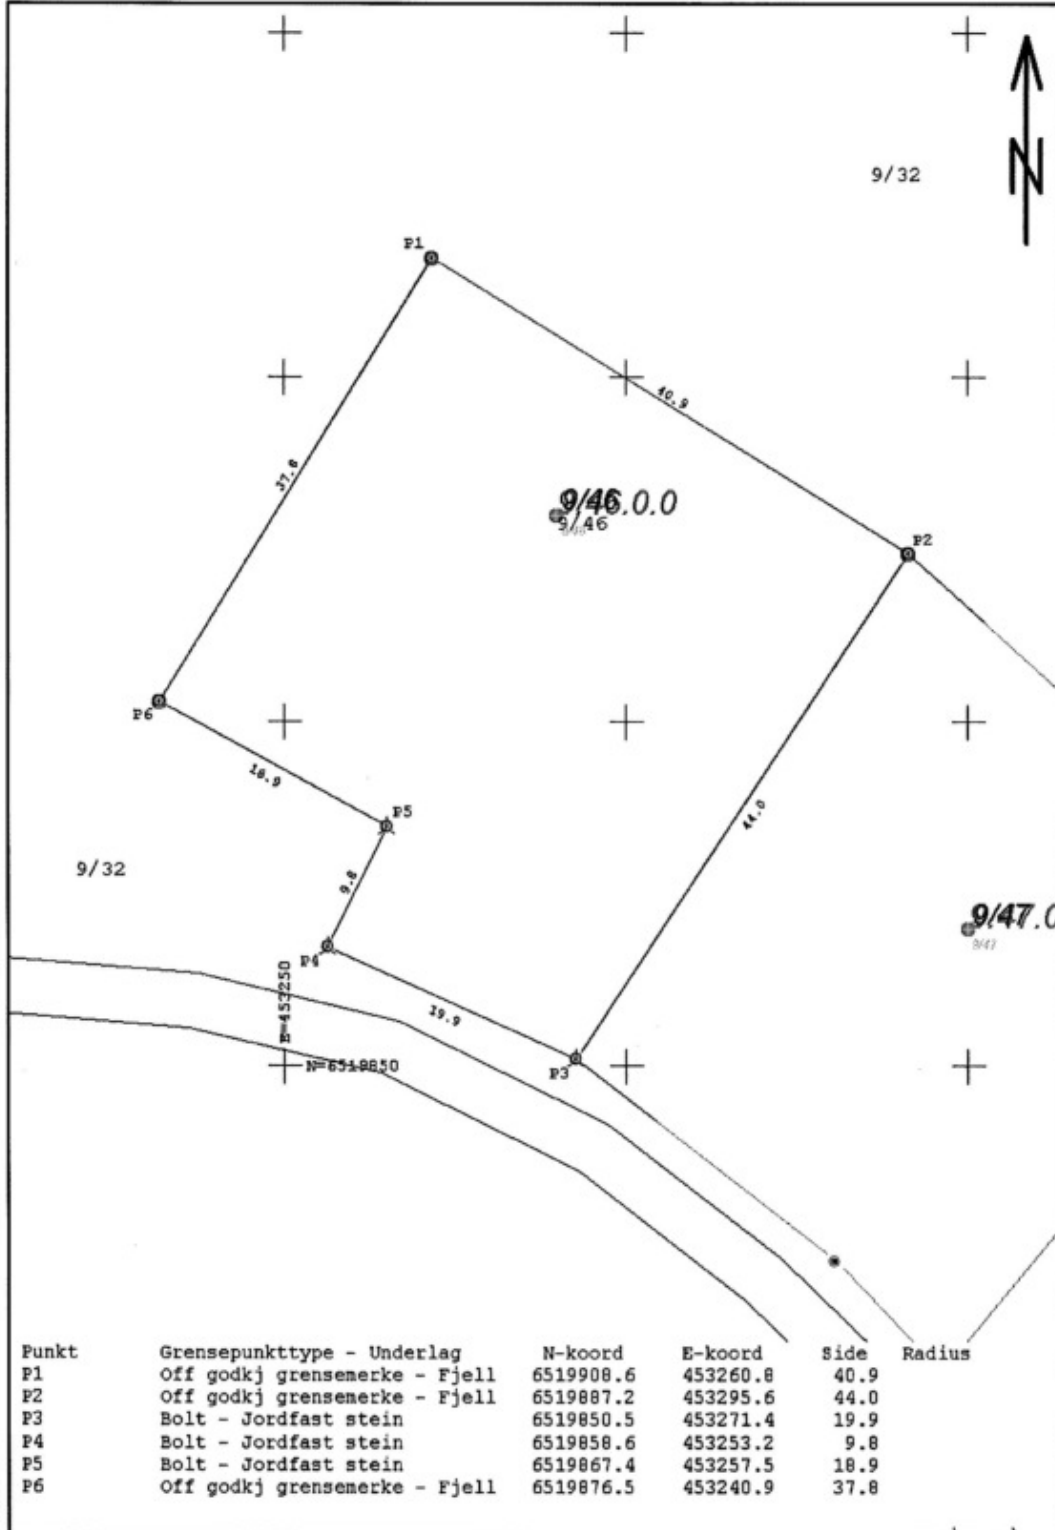 N
9/32
P1
40.9
37.8
9/46.0.0
9/46
P2
P6
18.9
P5
44.0
9/32
9.8
9/47.0
9/47
P4
E=453250
19.9
N=6519850
P3
Punkt Grensepunkttype - Underlag N-koord E-koord Side Radius
P1 Off godkj grensemerke - Fjell 6519908.6 453260.8 40.9
P2 Off godkj grensemerke - Fjell 6519887.2 453295.6 44.0
P3 Bolt - Jordfast stein 6519850.5 453271.4 19.9
P4 Bolt - Jordfast stein 6519858.6 453253.2 9.8
P5 Bolt - Jordfast stein 6519867.4 453257.5 18.9
P6 Off godkj grensemerke - Fjell 6519876.5 453240.9 37.8